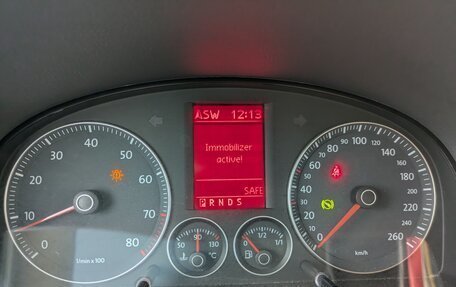 ASW 12:13
Immobilizer
active!
SAFE
PRNDS
0 10 20 30 40 50 60 70 80
1/min x 100
50 90 130
°C
0 1/2 1/1
0 20 40 60 80 100 120 140 160 180 200 220 240 260
km/h